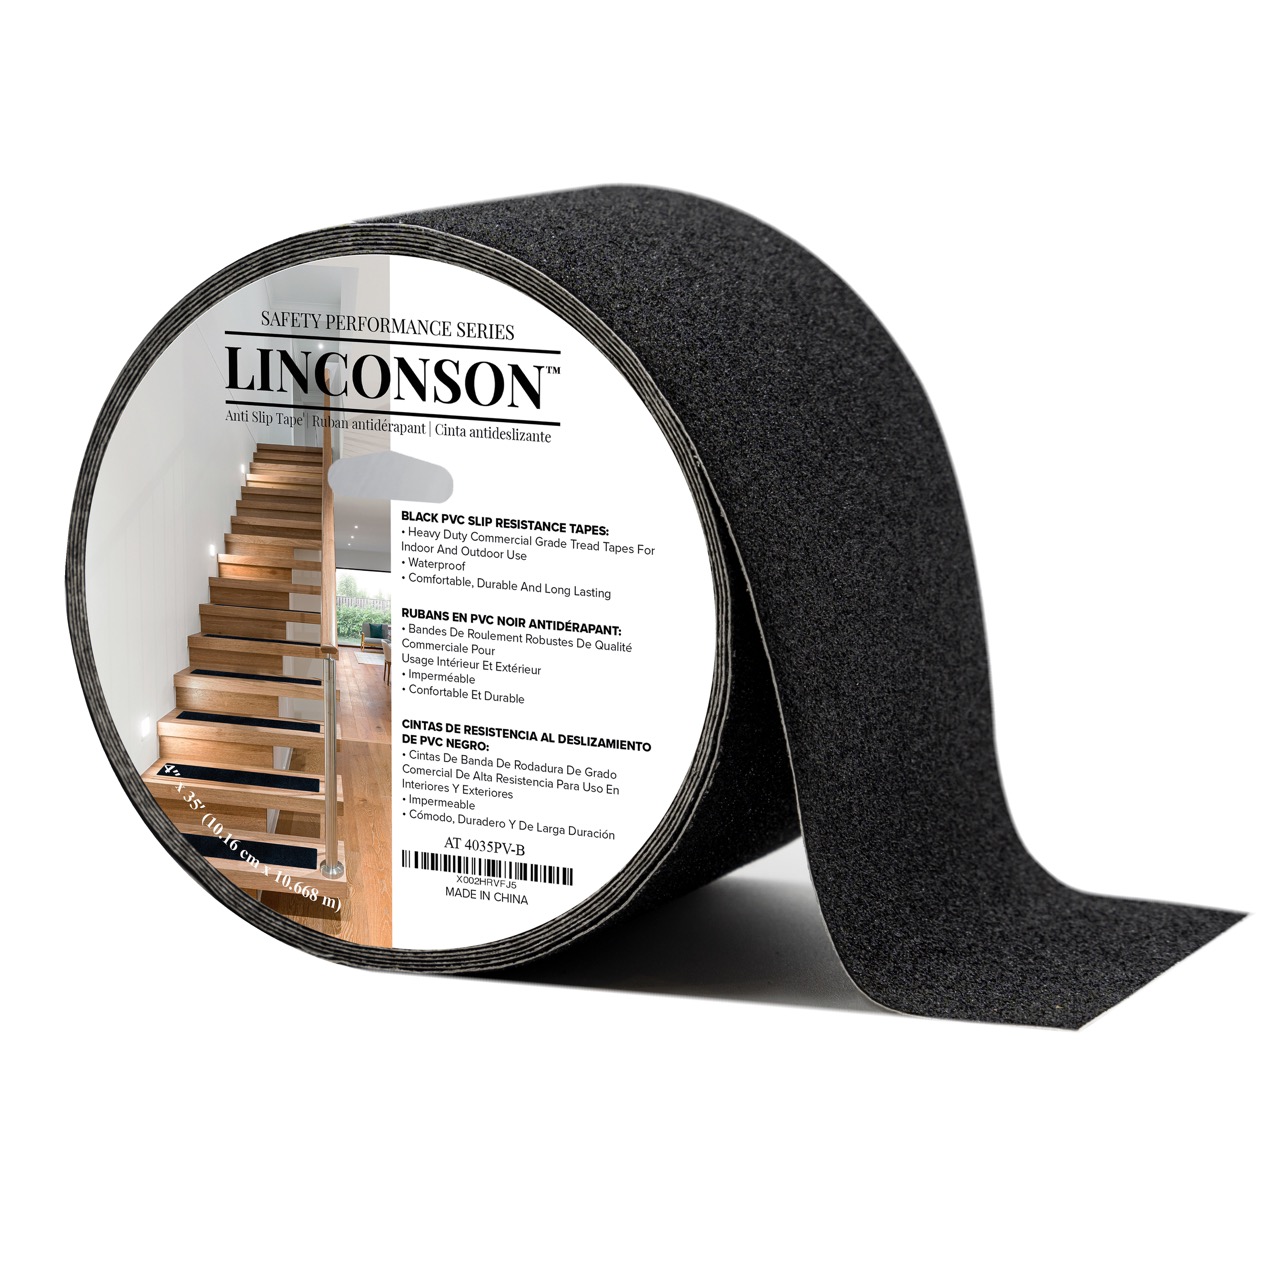 SAFETY PERFORMANCE SERIES
LINCONSON™
Anti Slip Tape | Ruban antidérapant | Cinta antideslizante
BLACK PVC SLIP RESISTANCE TAPES:
• Heavy Duty Commercial Grade Tread Tapes For
Indoor And Outdoor Use
• Waterproof
• Comfortable, Durable And Long Lasting
RUBANS EN PVC NOIR ANTIDÉRAPANT:
• Bandes De Roulement Robustes De Qualité
Commerciale Pour
Usage Intérieur Et Extérieur
• Imperméable
• Confortable Et Durable
CINTAS DE RESISTENCIA AL DESLIZAMIENTO
DE PVC NEGRO:
• Cintas De Banda De Rodadura De Grado
Comercial De Alta Resistencia Para Uso En
Interiores Y Exteriores
• Impermeable
• Cómodo, Duradero Y De Larga Duración
AT 4035PV-B
X002HRVFJ5
MADE IN CHINA
4" x 35' (10.16 cm x 10.668 m)